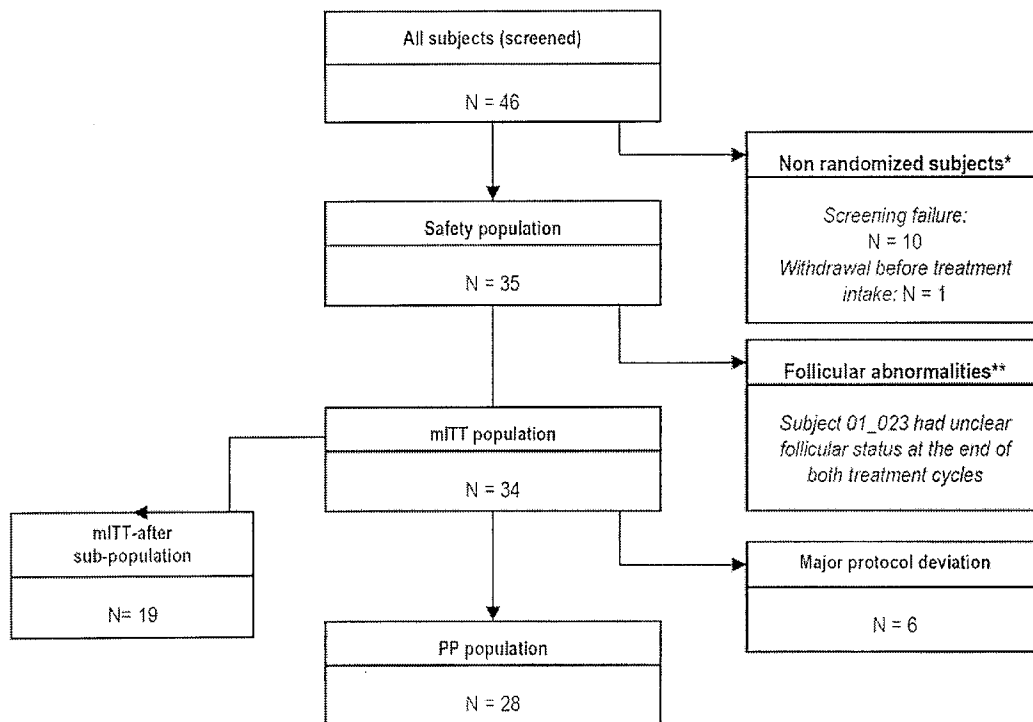 All subjects (screened)
N = 46
Non randomized subjects*
Screening failure:
N = 10
Withdrawal before treatment
intake: N = 1
Safety population
N = 35
Follicular abnormalities**
Subject 01_023 had unclear
follicular status at the end of
both treatment cycles
mITT population
N = 34
mITT-after
sub-population
N= 19
Major protocol deviation
N = 6
PP population
N = 28